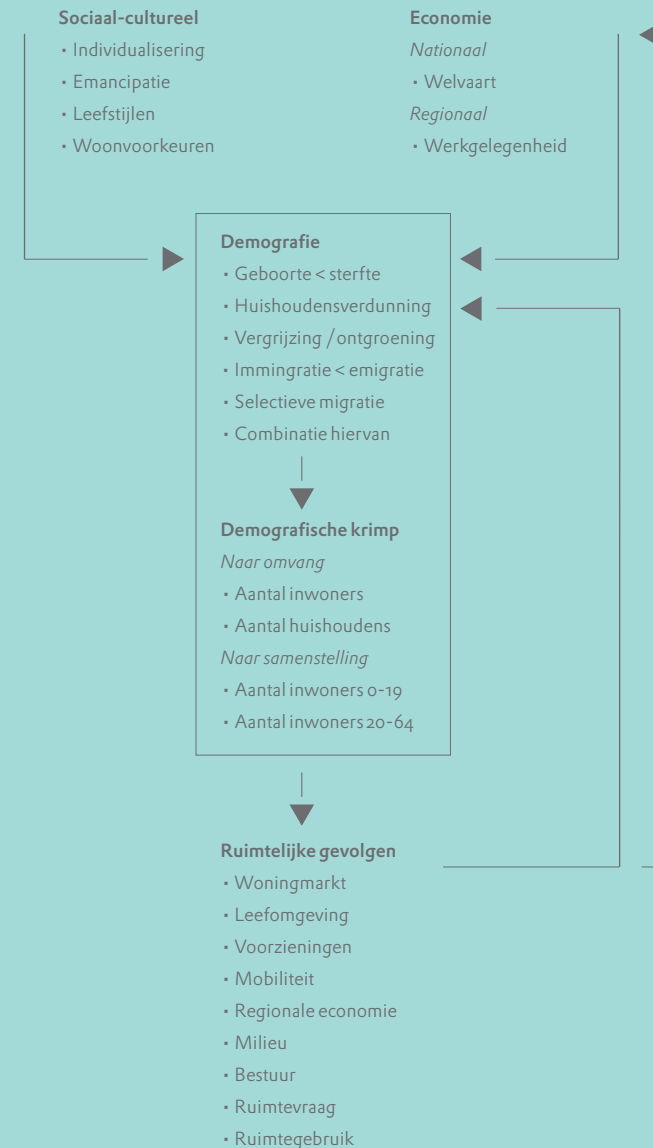 Sociaal-cultureel
· Individualisering
· Emancipatie
· Leefstijlen
· Woonvoorkeuren
Economie
Nationaal
· Welvaart
Regionaal
· Werkgelegenheid
Demografie
· Geboorte < sterfte
· Huishoudensverdunning
· Vergrijzing / ontgroening
· Immingratie < emigratie
· Selectieve migratie
· Combinatie hiervan
Demografische krimp
Naar omvang
· Aantal inwoners
· Aantal huishoudens
Naar samenstelling
· Aantal inwoners 0-19
· Aantal inwoners 20-64
Ruimtelijke gevolgen
· Woningmarkt
· Leefomgeving
· Voorzieningen
· Mobiliteit
· Regionale economie
· Milieu
· Bestuur
· Ruimtevraag
· Ruimtegebruik